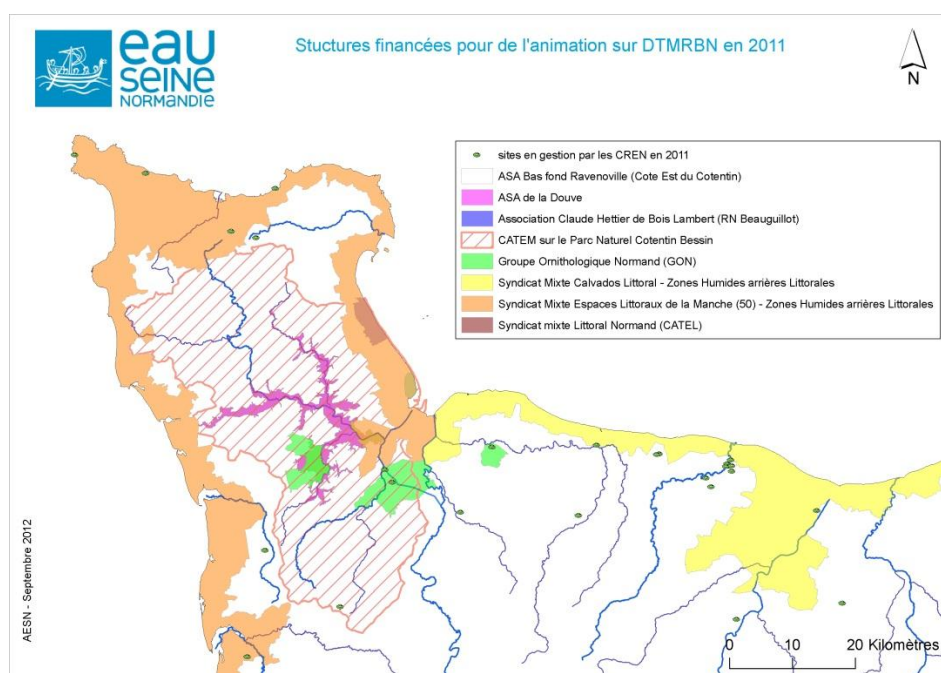 eau
SEINE
NORMANDIE
Stuctures financées pour de l'animation sur DTMRBN en 2011
N
sites en gestion par les CREN en 2011
ASA Bas fond Ravenoville (Cote Est du Cotentin)
ASA de la Douve
Association Claude Hettier de Bois Lambert (RN Beauguillot)
CATEM sur le Parc Naturel Cotentin Bessin
Groupe Ornithologique Normand (GON)
Syndicat Mixte Calvados Littoral - Zones Humides arrières Littorales
Syndicat Mixte Espaces Littoraux de la Manche (50) - Zones Humides arrières Littorales
Syndicat mixte Littoral Normand (CATEL)
AESN - Septembre 2012
0 10 20 Kilomètres